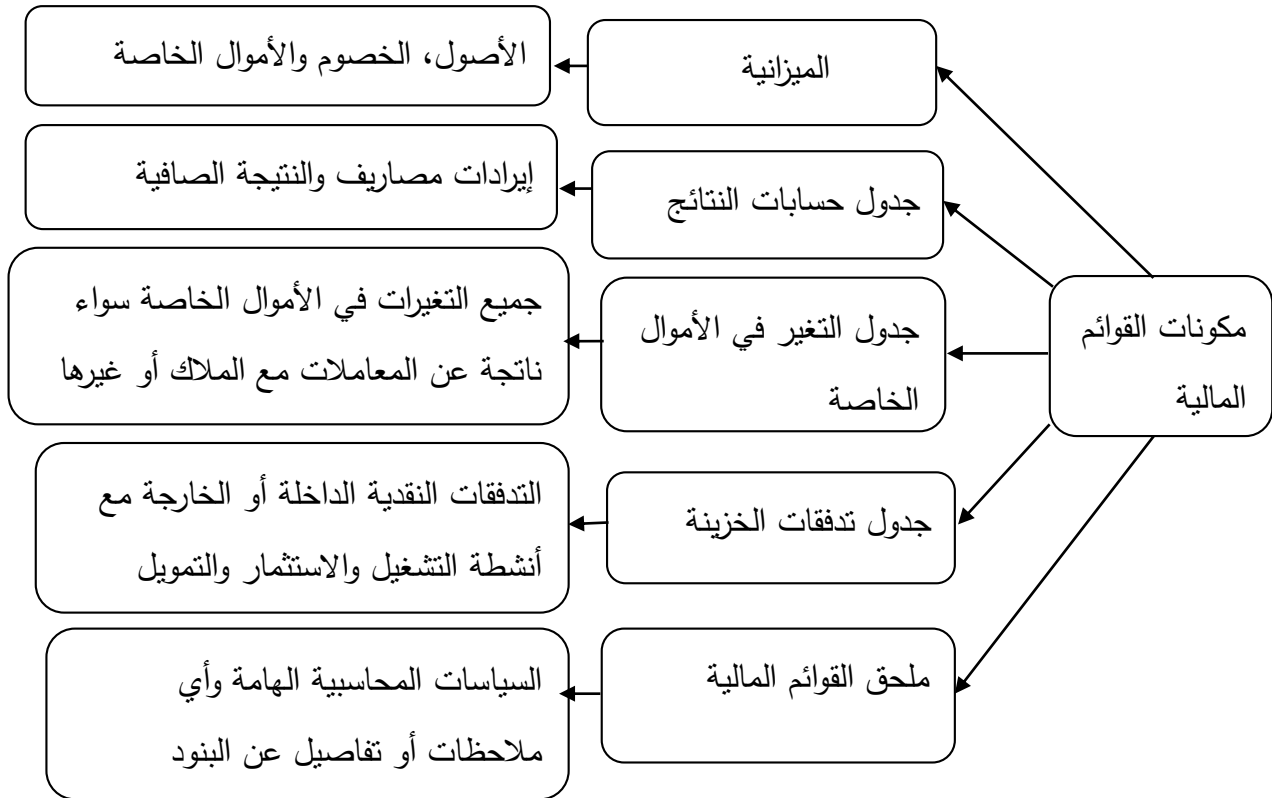 مكونات القوائم
المالية
الميزانية
الأصول، الخصوم والأموال الخاصة
جدول حسابات النتائج
إيرادات مصاريف والنتيجة الصافية
جدول التغير في الأموال
الخاصة
جميع التغيرات في الأموال الخاصة سواء
ناتجة عن المعاملات مع الملاك أو غيرها
جدول تدفقات الخزينة
التدفقات النقدية الداخلة أو الخارجة مع
أنشطة التشغيل والاستثمار والتمويل
ملحق القوائم المالية
السياسات المحاسبية الهامة وأي
ملاحظات أو تفاصيل عن البنود